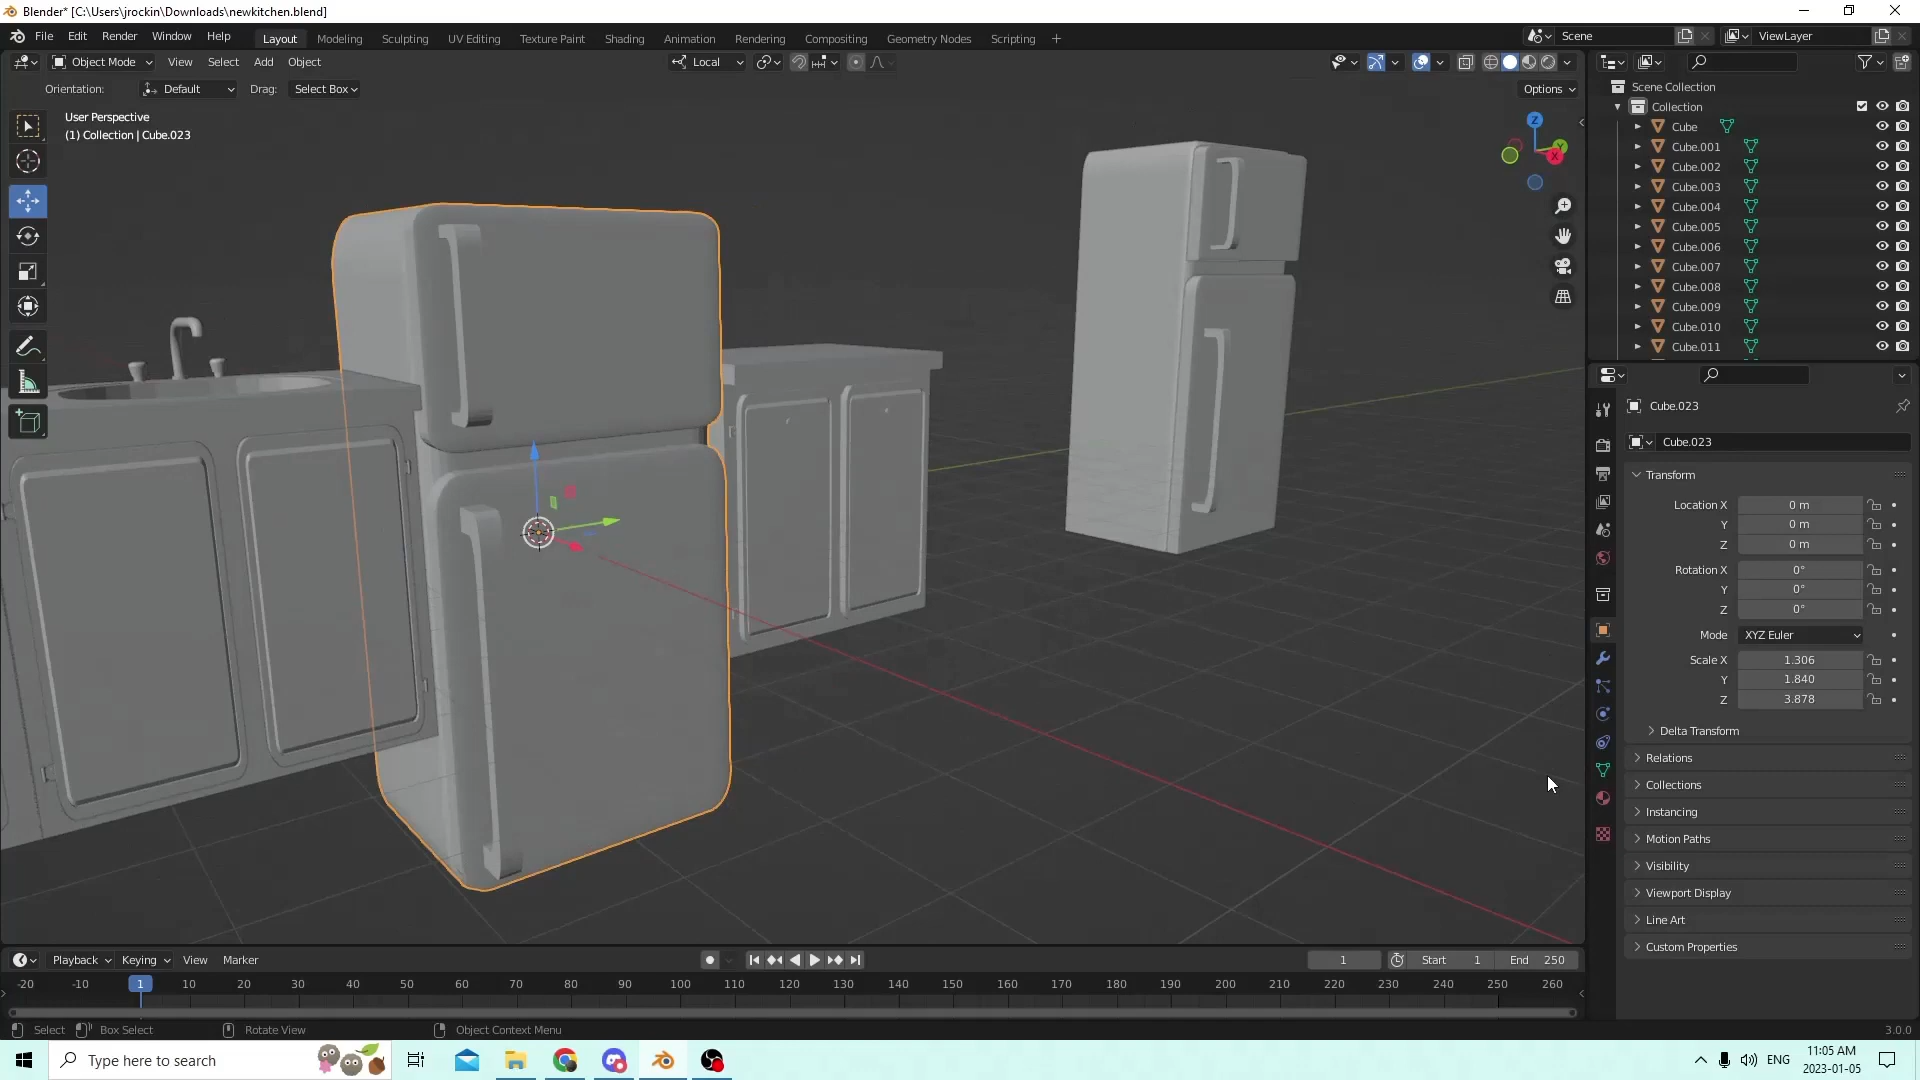 Blender* [C:\Users\jrockin\Downloads\newkitchen.blend]
File Edit Render Window Help Layout Modeling Sculpting UV Editing Texture Paint Shading Animation Rendering Compositing Geometry Nodes Scripting + Scene ViewLayer
Object Mode View Select Add Object Local
Orientation: Default Drag: Select Box Options
User Perspective
(1) Collection | Cube.023
Z
Y
X
Scene Collection
Collection
Cube
Cube.001
Cube.002
Cube.003
Cube.004
Cube.005
Cube.006
Cube.007
Cube.008
Cube.009
Cube.010
Cube.011
Cube.023
Cube.023
Transform
Location X 0 m
Y 0 m
Z 0 m
Rotation X 0°
Y 0°
Z 0°
Mode XYZ Euler
Scale X 1.306
Y 1.840
Z 3.878
Delta Transform
Relations
Collections
Instancing
Motion Paths
Visibility
Viewport Display
Line Art
Custom Properties
Playback Keying View Marker 1 Start 1 End 250
-20 -10 1 10 20 30 40 50 60 70 80 90 100 110 120 130 140 150 160 170 180 190 200 210 220 230 240 250 260
Select Box Select Rotate View Object Context Menu 3.0.0
Type here to search ENG 11:05 AM
2023-01-05